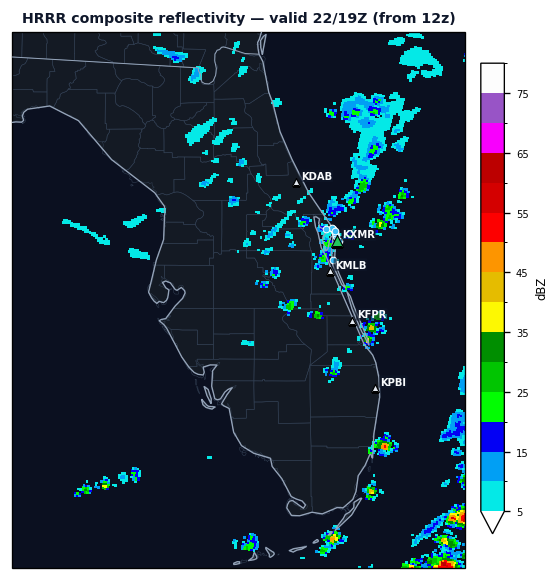 HRRR composite reflectivity — valid 22/19Z (from 12z)
KDAB
KXMR
KMLB
KFPR
KPBI
75
65
55
45
35
25
15
5
dBZ